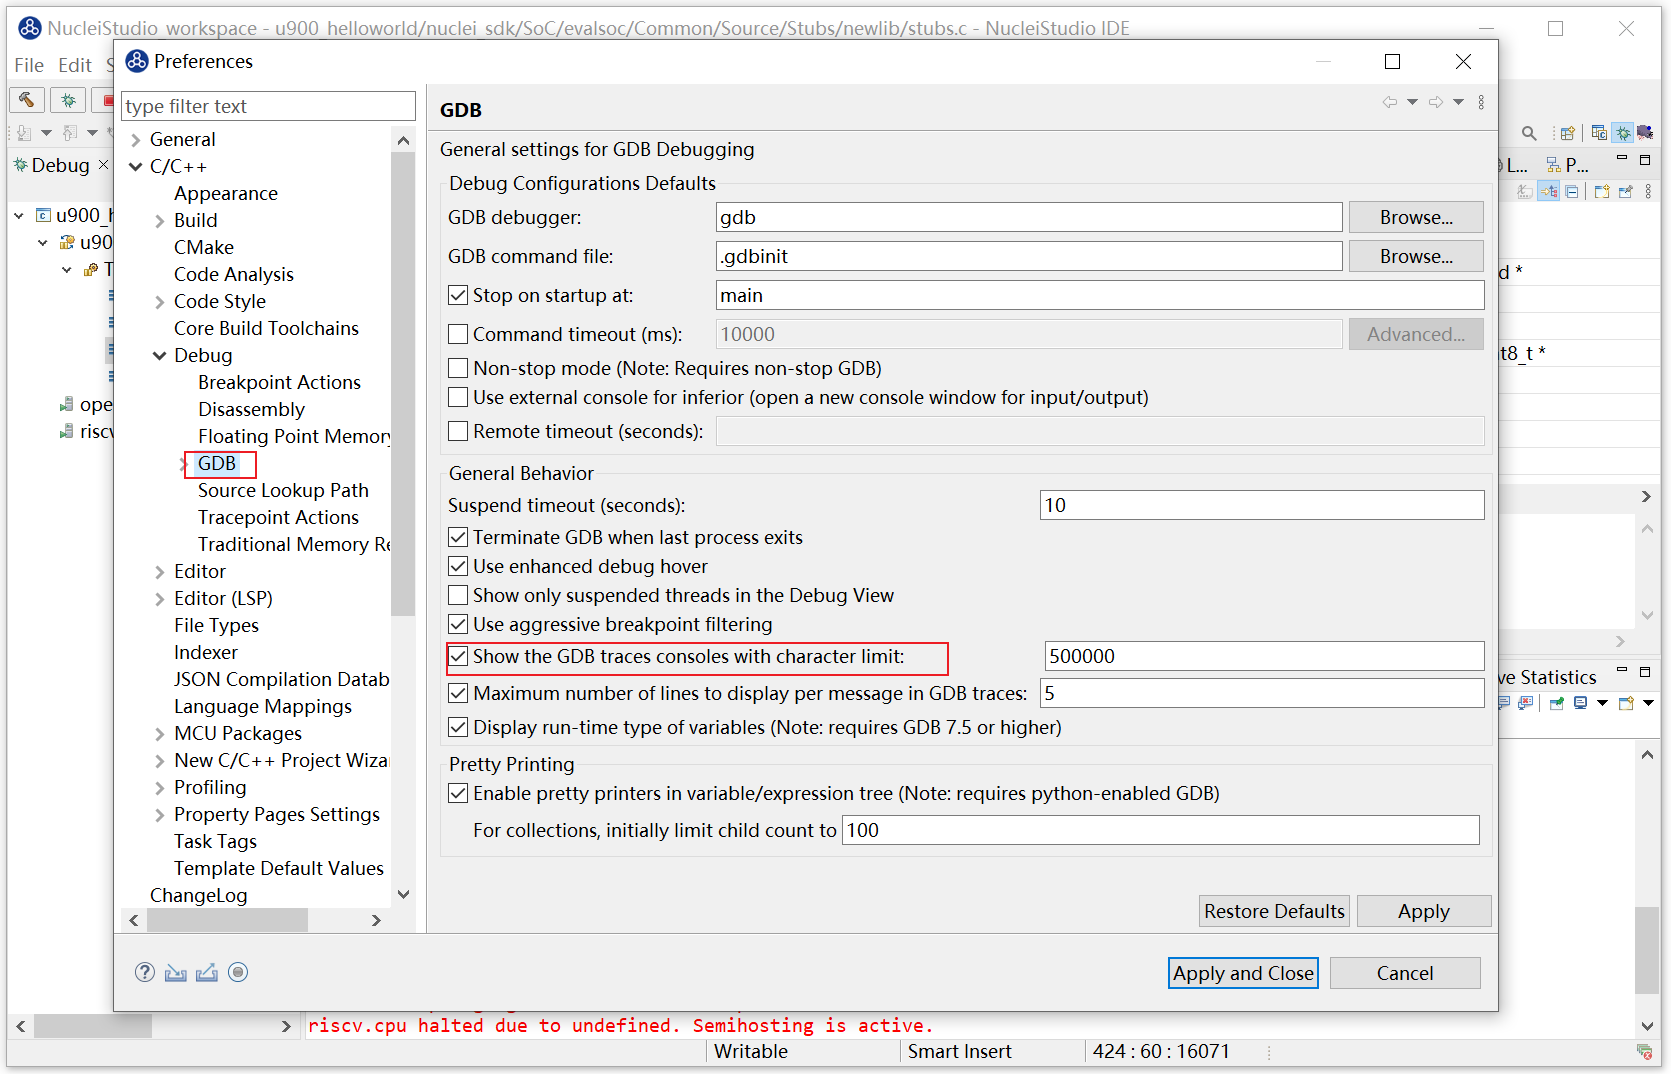 NucleiStudio_workspace - u900_helloworld/nuclei_sdk/SoC/evalsoc/Common/Source/Stubs/newlib/stubs.c - NucleiStudio IDE
File Edit S
Preferences
type filter text
GDB
General
C/C++
Appearance
Build
CMake
Code Analysis
Code Style
Core Build Toolchains
Debug
Breakpoint Actions
Disassembly
Floating Point Memory
GDB
Source Lookup Path
Tracepoint Actions
Traditional Memory Re
Editor
Editor (LSP)
File Types
Indexer
JSON Compilation Datab
Language Mappings
MCU Packages
New C/C++ Project Wiza
Profiling
Property Pages Settings
Task Tags
Template Default Values
ChangeLog
General settings for GDB Debugging
Debug Configurations Defaults
GDB debugger: gdb Browse...
GDB command file: .gdbinit Browse...
Stop on startup at: main
Command timeout (ms): 10000 Advanced...
Non-stop mode (Note: Requires non-stop GDB)
Use external console for inferior (open a new console window for input/output)
Remote timeout (seconds):
General Behavior
Suspend timeout (seconds): 10
Terminate GDB when last process exits
Use enhanced debug hover
Show only suspended threads in the Debug View
Use aggressive breakpoint filtering
Show the GDB traces consoles with character limit: 500000
Maximum number of lines to display per message in GDB traces: 5
Display run-time type of variables (Note: requires GDB 7.5 or higher)
Pretty Printing
Enable pretty printers in variable/expression tree (Note: requires python-enabled GDB)
For collections, initially limit child count to 100
Restore Defaults Apply
Apply and Close Cancel
Debug
u900_h
u90
T
ope
riscv
L... P...
d *
t8_t *
ve Statistics
riscv.cpu halted due to undefined. Semihosting is active.
Writable Smart Insert 424 : 60 : 16071